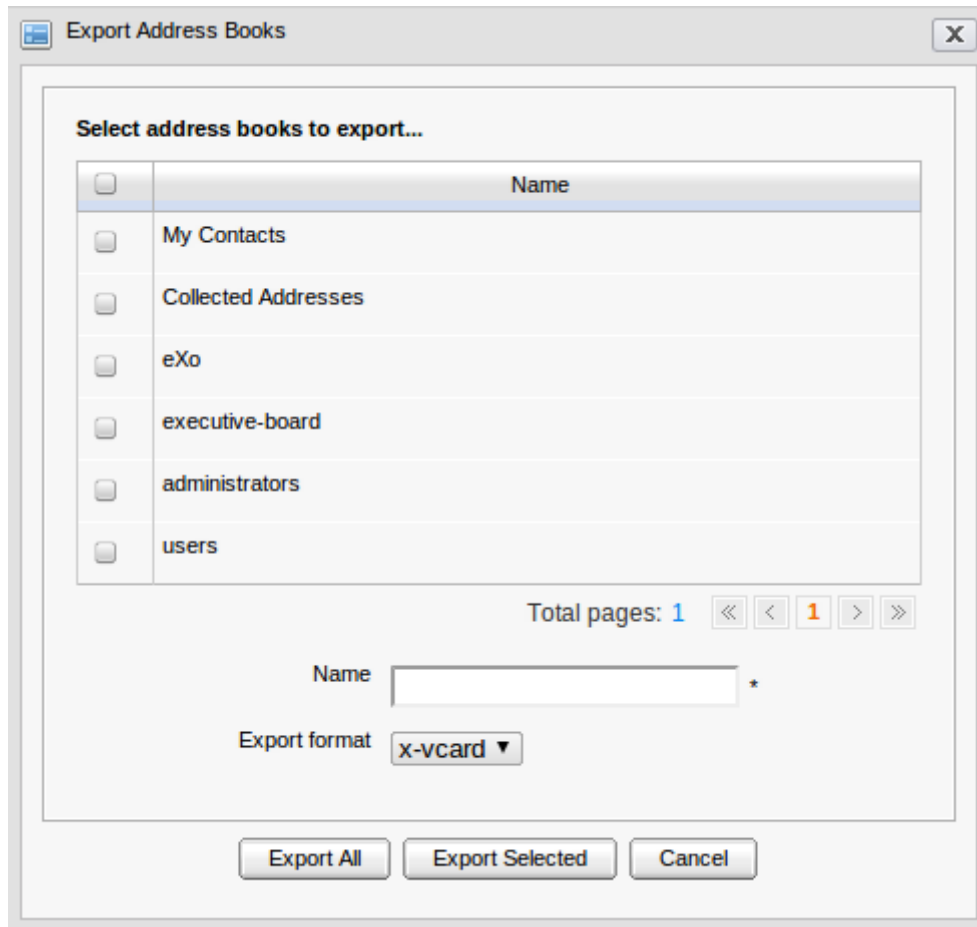 Export Address Books
X
Select address books to export...
Name
My Contacts
Collected Addresses
eXo
executive-board
administrators
users
Total pages: 1 « < 1 > »
Name *
Export format x-vcard ▼
Export All Export Selected Cancel